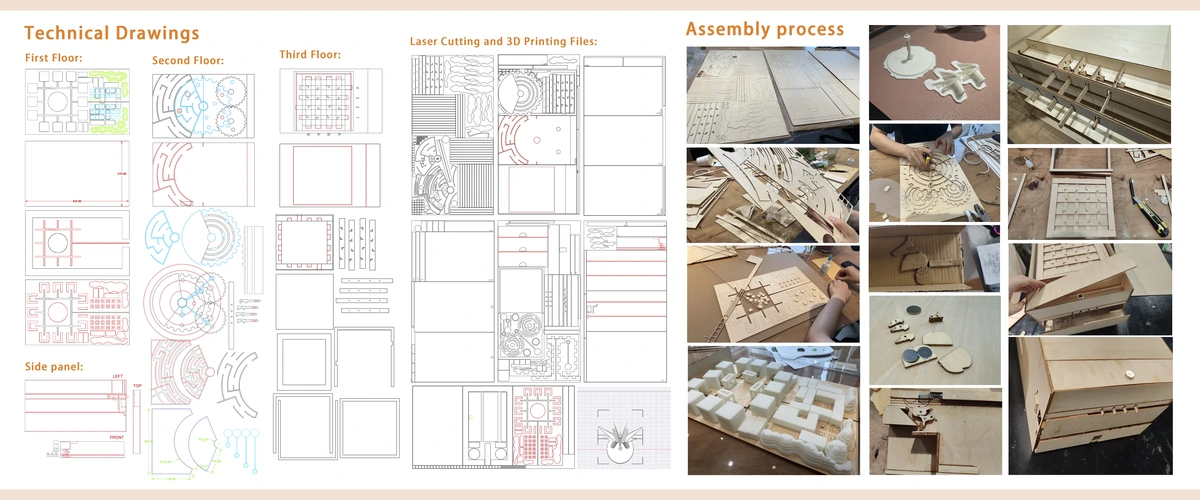 Technical Drawings
First Floor:
Second Floor:
Third Floor:
Side panel:
LEFT
TOP
FRONT
Laser Cutting and 3D Printing Files:
Assembly process